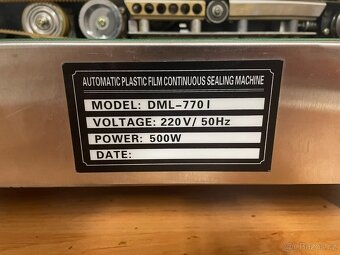 AUTOMATIC PLASTIC FILM CONTINUOUS SEALING MACHINE
MODEL: DML-770 I
VOLTAGE: 220V/ 50Hz
POWER: 500W
DATE: